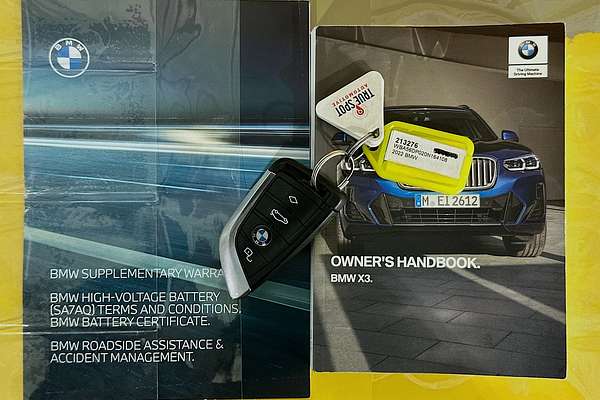 BMW
BMW SUPPLEMENTARY WARRA
BMW HIGH-VOLTAGE BATTERY
(SA7AQ) TERMS AND CONDITIONS.
BMW BATTERY CERTIFICATE.
BMW ROADSIDE ASSISTANCE &
ACCIDENT MANAGEMENT.
TRUE SPOT
AUTOMOTIVE
213276
2022 BMW
The Ultimate
Driving Machine
M EI 2612
OWNER'S HANDBOOK.
BMW X3.